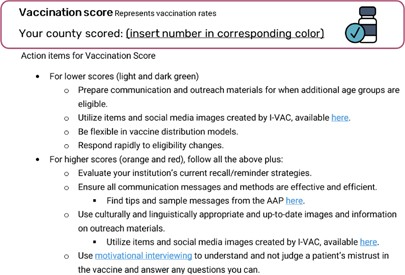 Vaccination score Represents vaccination rates
Your county scored: (insert number in corresponding color)
Action items for Vaccination Score
• For lower scores (light and dark green)
o Prepare communication and outreach materials for when additional age groups are
eligible.
o Utilize items and social media images created by I-VAC, available here.
o Be flexible in vaccine distribution models.
o Respond rapidly to eligibility changes.
• For higher scores (orange and red), follow all the above plus:
o Evaluate your institution's current recall/reminder strategies.
o Ensure all communication messages and methods are effective and efficient.
▪ Find tips and sample messages from the AAP here.
o Use culturally and linguistically appropriate and up-to-date images and information
on outreach materials.
▪ Utilize items and social media images created by I-VAC, available here.
o Use motivational interviewing to understand and not judge a patient's mistrust in
the vaccine and answer any questions you can.